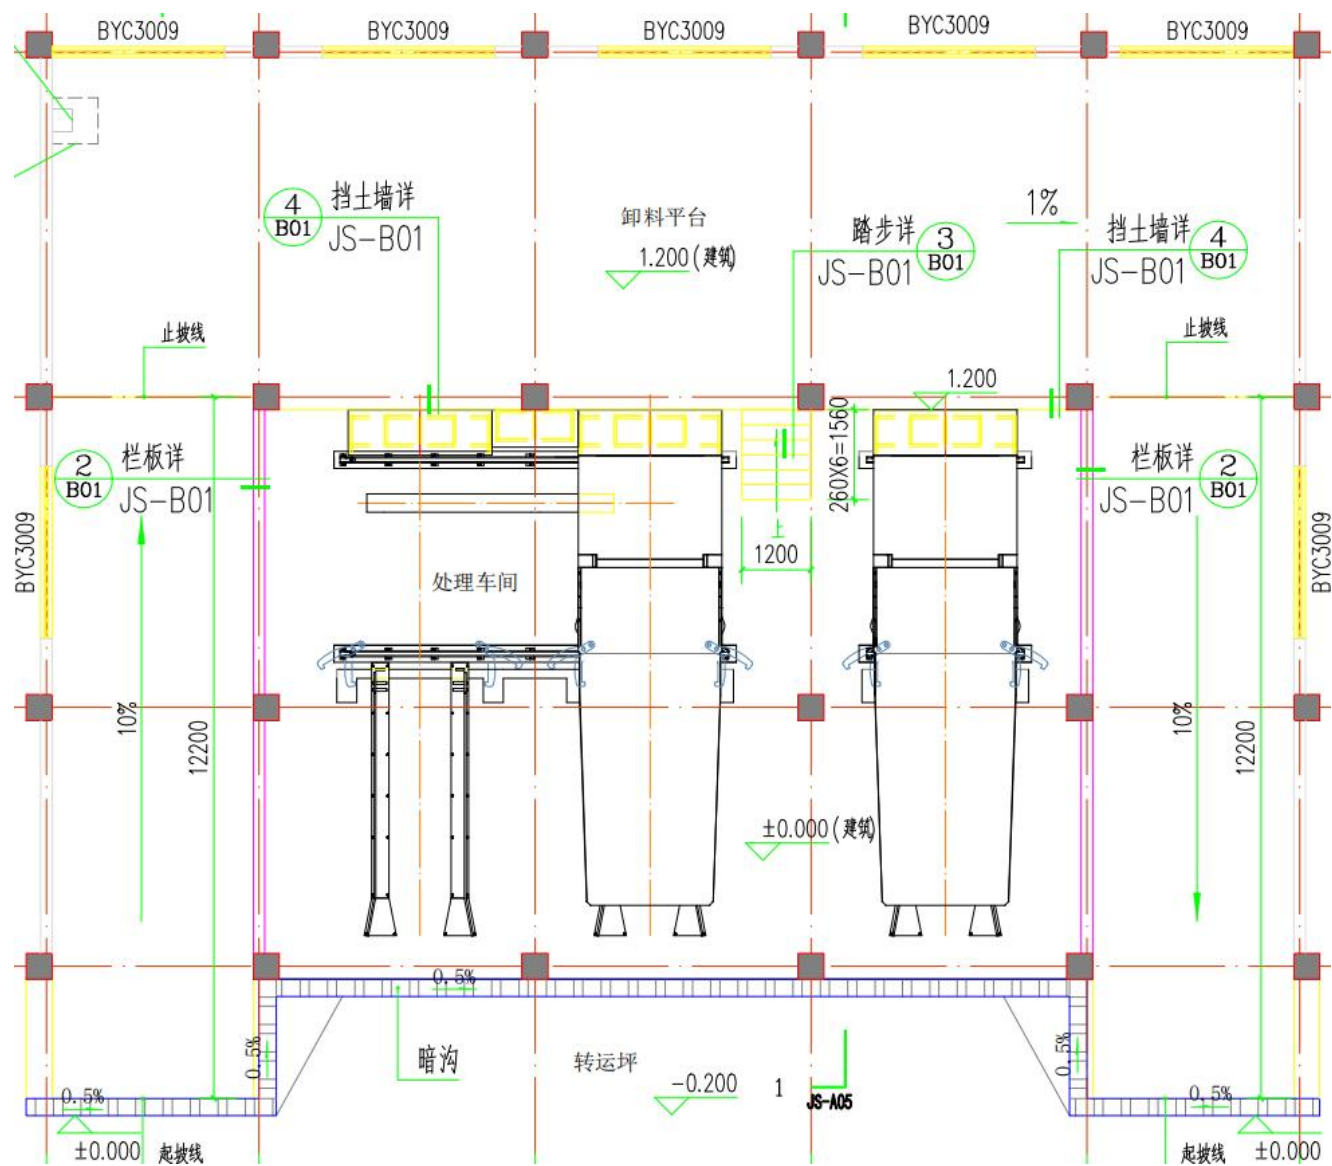 BYC3009
BYC3009
BYC3009
BYC3009
BYC3009
4
B01
挡土墙详
JS-B01
卸料平台
1.200(建筑)
踏步详
JS-B01
3
B01
1%
挡土墙详
JS-B01
4
B01
止坡线
止坡线
1.200
2
B01
栏板详
JS-B01
260X6=1560
栏板详
JS-B01
2
B01
BYC3009
BYC3009
上
1200
处理车间
10%
12200
10%
12200
±0.000(建筑)
0.5%
暗沟
转运坪
-0.200
1
JS-A05
0.5%
0.5%
0.5%
0.5%
±0.000
起坡线
起坡线
±0.000